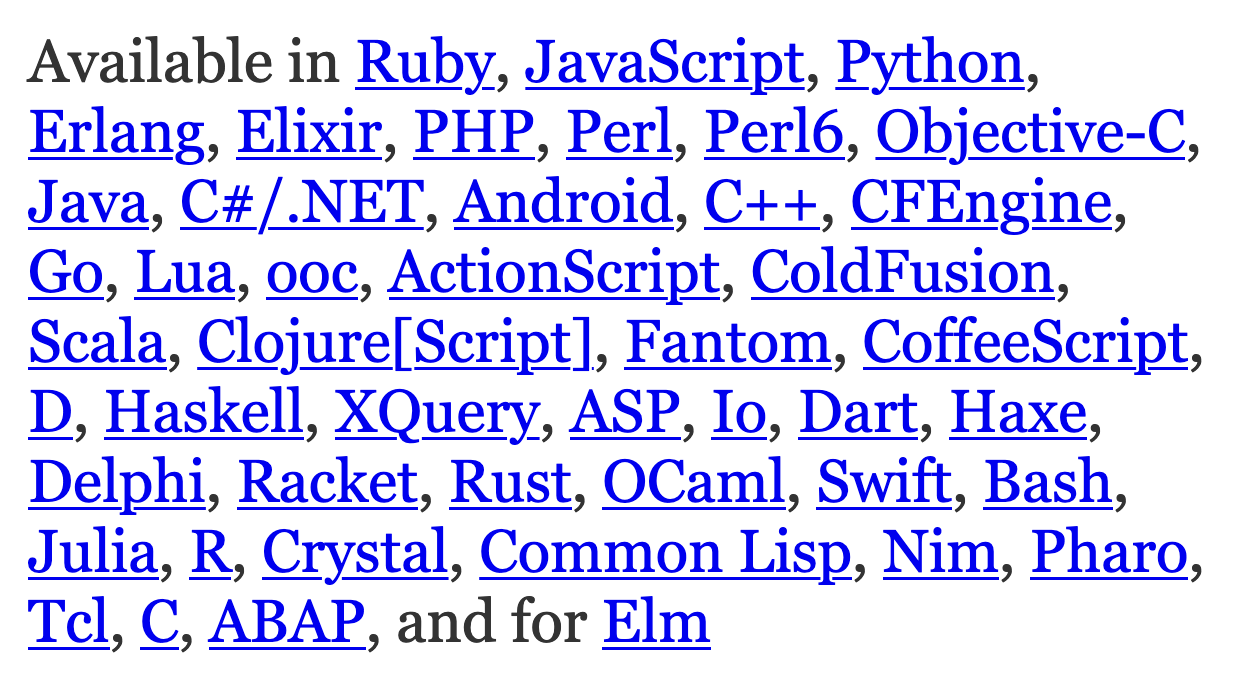 Available in Ruby, JavaScript, Python,
Erlang, Elixir, PHP, Perl, Perl6, Objective-C,
Java, C#/.NET, Android, C++, CFEngine,
Go, Lua, ooc, ActionScript, ColdFusion,
Scala, Clojure[Script], Fantom, CoffeeScript,
D, Haskell, XQuery, ASP, Io, Dart, Haxe,
Delphi, Racket, Rust, OCaml, Swift, Bash,
Julia, R, Crystal, Common Lisp, Nim, Pharo,
Tcl, C, ABAP, and for Elm